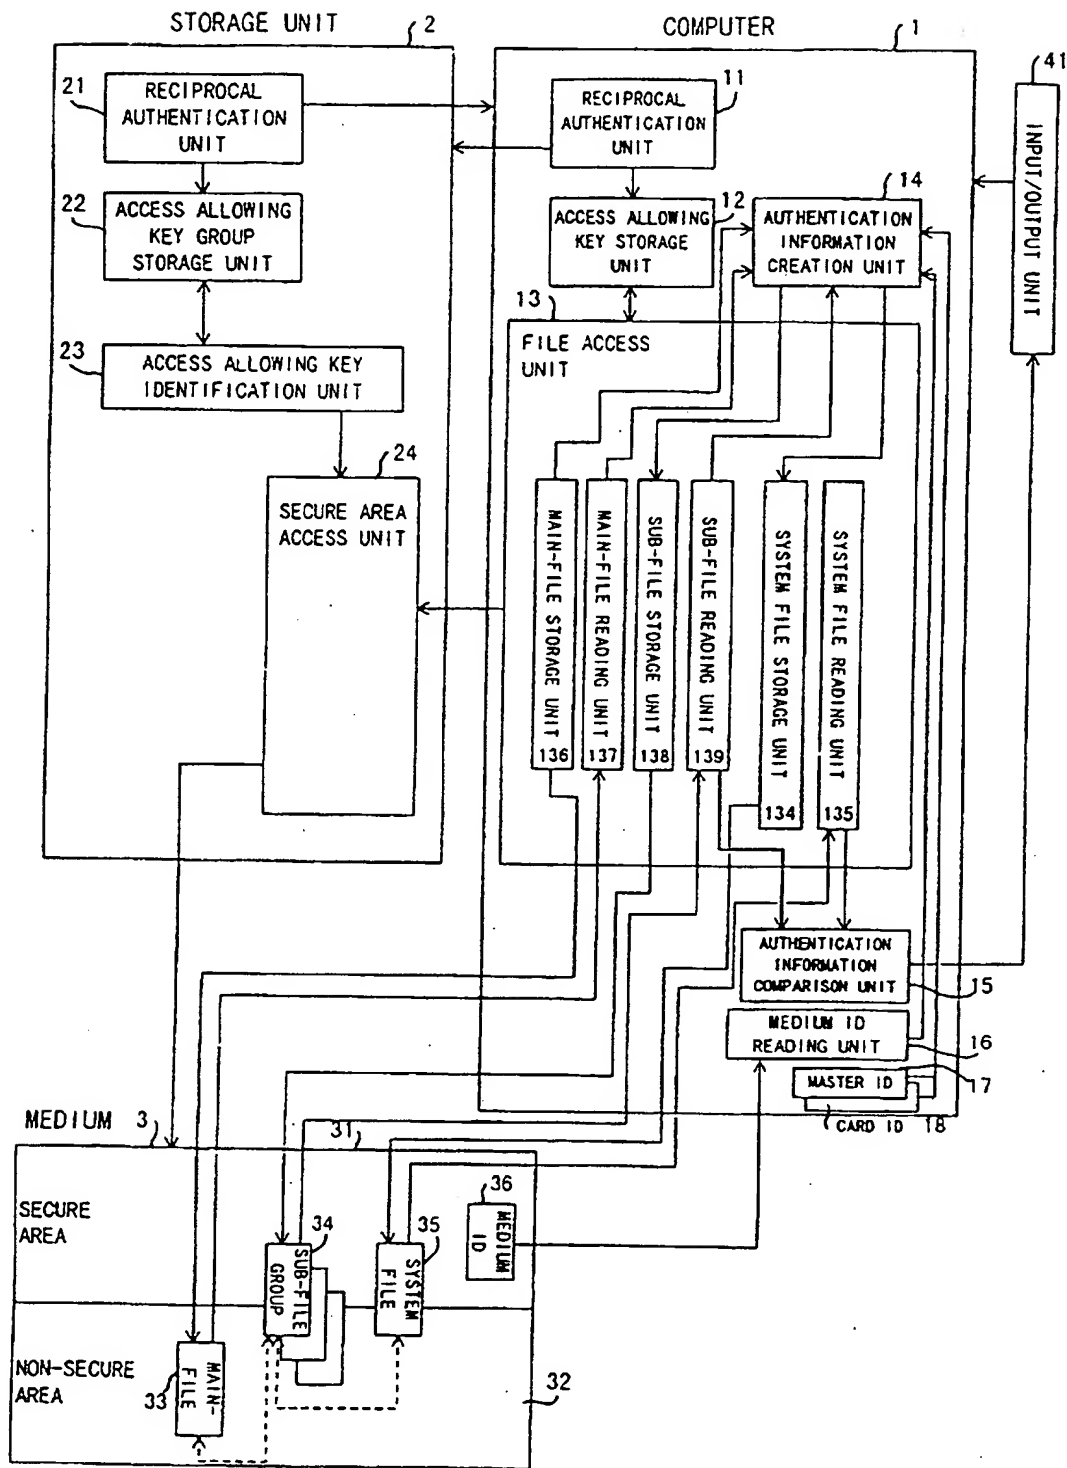 STORAGE UNIT
2
COMPUTER
1
41
21
RECIPROCAL
AUTHENTICATION
UNIT
11
RECIPROCAL
AUTHENTICATION
UNIT
INPUT/OUTPUT UNIT
22
ACCESS ALLOWING
KEY GROUP
STORAGE UNIT
12
ACCESS ALLOWING
KEY STORAGE
UNIT
14
AUTHENTICATION
INFORMATION
CREATION UNIT
13
FILE ACCESS
UNIT
23
ACCESS ALLOWING KEY
IDENTIFICATION UNIT
24
SECURE AREA
ACCESS UNIT
MAIN-FILE STORAGE UNIT
136
MAIN-FILE READING UNIT
137
SUB-FILE STORAGE UNIT
138
SUB-FILE READING UNIT
139
SYSTEM FILE STORAGE UNIT
134
SYSTEM FILE READING UNIT
135
AUTHENTICATION
INFORMATION
COMPARISON UNIT
15
MEDIUM ID
READING UNIT
16
MASTER ID
17
CARD ID
18
MEDIUM
3
31
SECURE
AREA
34
SUB-FILE
GROUP
35
SYSTEM
FILE
36
MEDIUM
ID
NON-SECURE
AREA
33
MAIN-
FILE
32